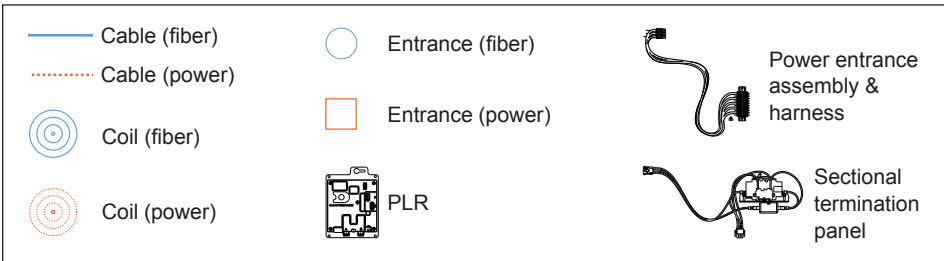 Cable (fiber)
Cable (power)
Coil (fiber)
Coil (power)
Entrance (fiber)
Entrance (power)
PLR
Power entrance
assembly &
harness
Sectional
termination
panel